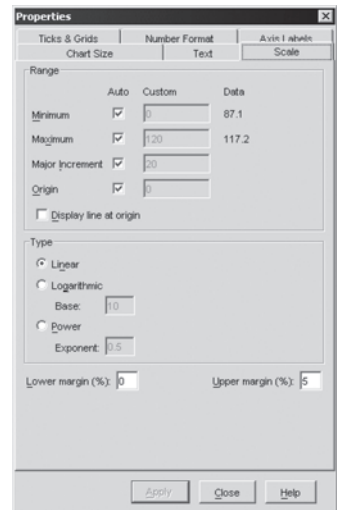 Properties
Ticks & Grids Number Format Axis Labels
Chart Size Text Scale
Range
Auto Custom Data
Minimum 0 87.1
Maximum 120 117.2
Major Increment 20
Origin 0
Display line at origin
Type
Linear
Logarithmic
Base: 10
Power
Exponent: 0.5
Lower margin (%): 0 Upper margin (%): 5
Apply Close Help